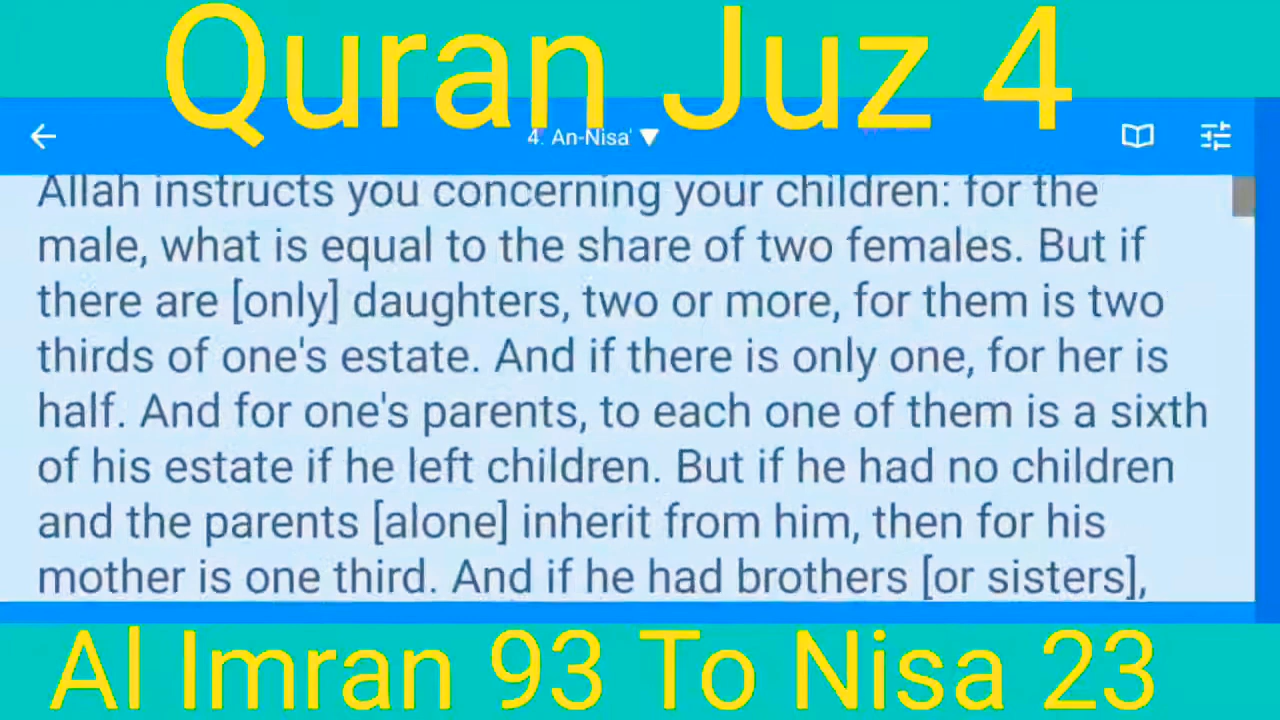 Quran Juz 4
4. An-Nisa' ▼
Allah instructs you concerning your children: for the
male, what is equal to the share of two females. But if
there are [only] daughters, two or more, for them is two
thirds of one's estate. And if there is only one, for her is
half. And for one's parents, to each one of them is a sixth
of his estate if he left children. But if he had no children
and the parents [alone] inherit from him, then for his
mother is one third. And if he had brothers [or sisters],
Al Imran 93 To Nisa 23